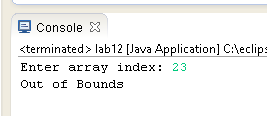 Console
<terminated> lab12 [Java Application] C:\eclips
Enter array index: 23
Out of Bounds